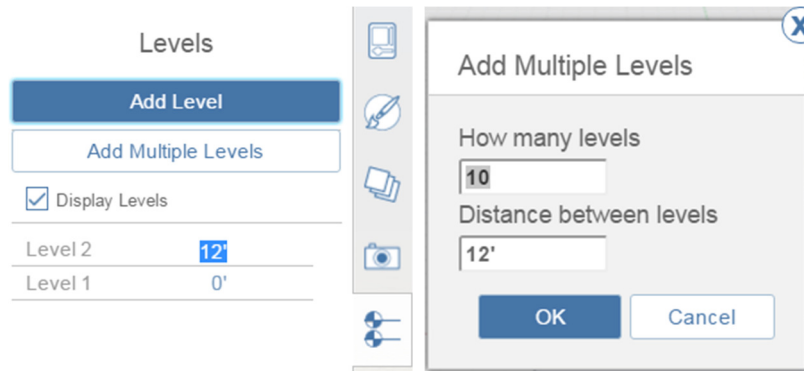 Levels
Add Level
Add Multiple Levels
Display Levels
Level 2 12'
Level 1 0'
X
Add Multiple Levels
How many levels
10
Distance between levels
12'
OK Cancel